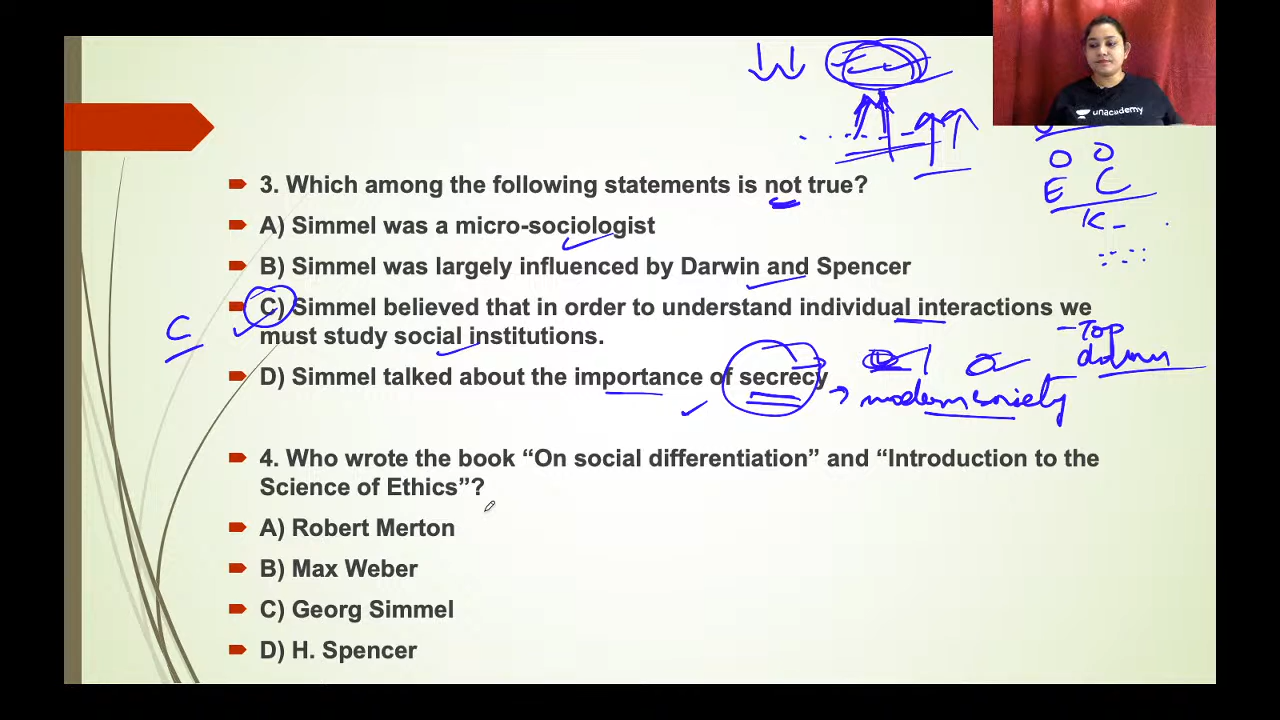 unacademy
O O
E C
K-
3. Which among the following statements is not true?
A) Simmel was a micro-sociologist
B) Simmel was largely influenced by Darwin and Spencer
C) Simmel believed that in order to understand individual interactions we
must study social institutions.
C
- Top
down
D) Simmel talked about the importance of secrecy
modern society
4. Who wrote the book “On social differentiation” and “Introduction to the
Science of Ethics”?
A) Robert Merton
B) Max Weber
C) Georg Simmel
D) H. Spencer